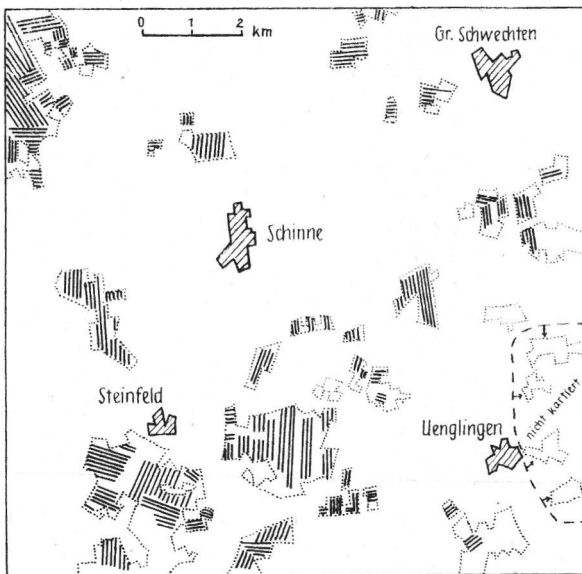 0 1 2
km
Gr. Schwechten
Schinne
Steinfeld
nicht kartiert
Uenglingen